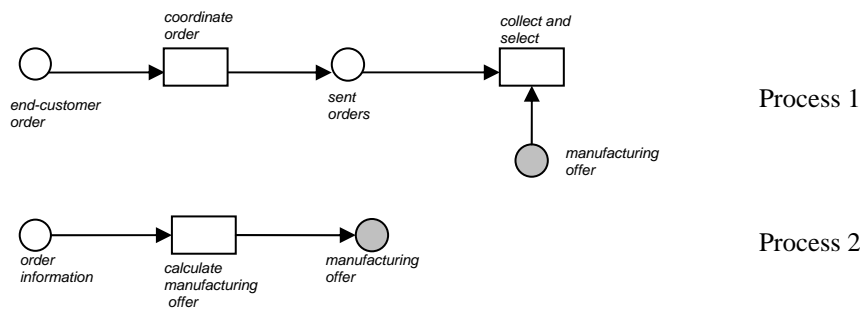 coordinate
order
collect and
select
end-customer
order
sent
orders
Process 1
manufacturing
offer
order
information
calculate
manufacturing
offer
manufacturing
offer
Process 2